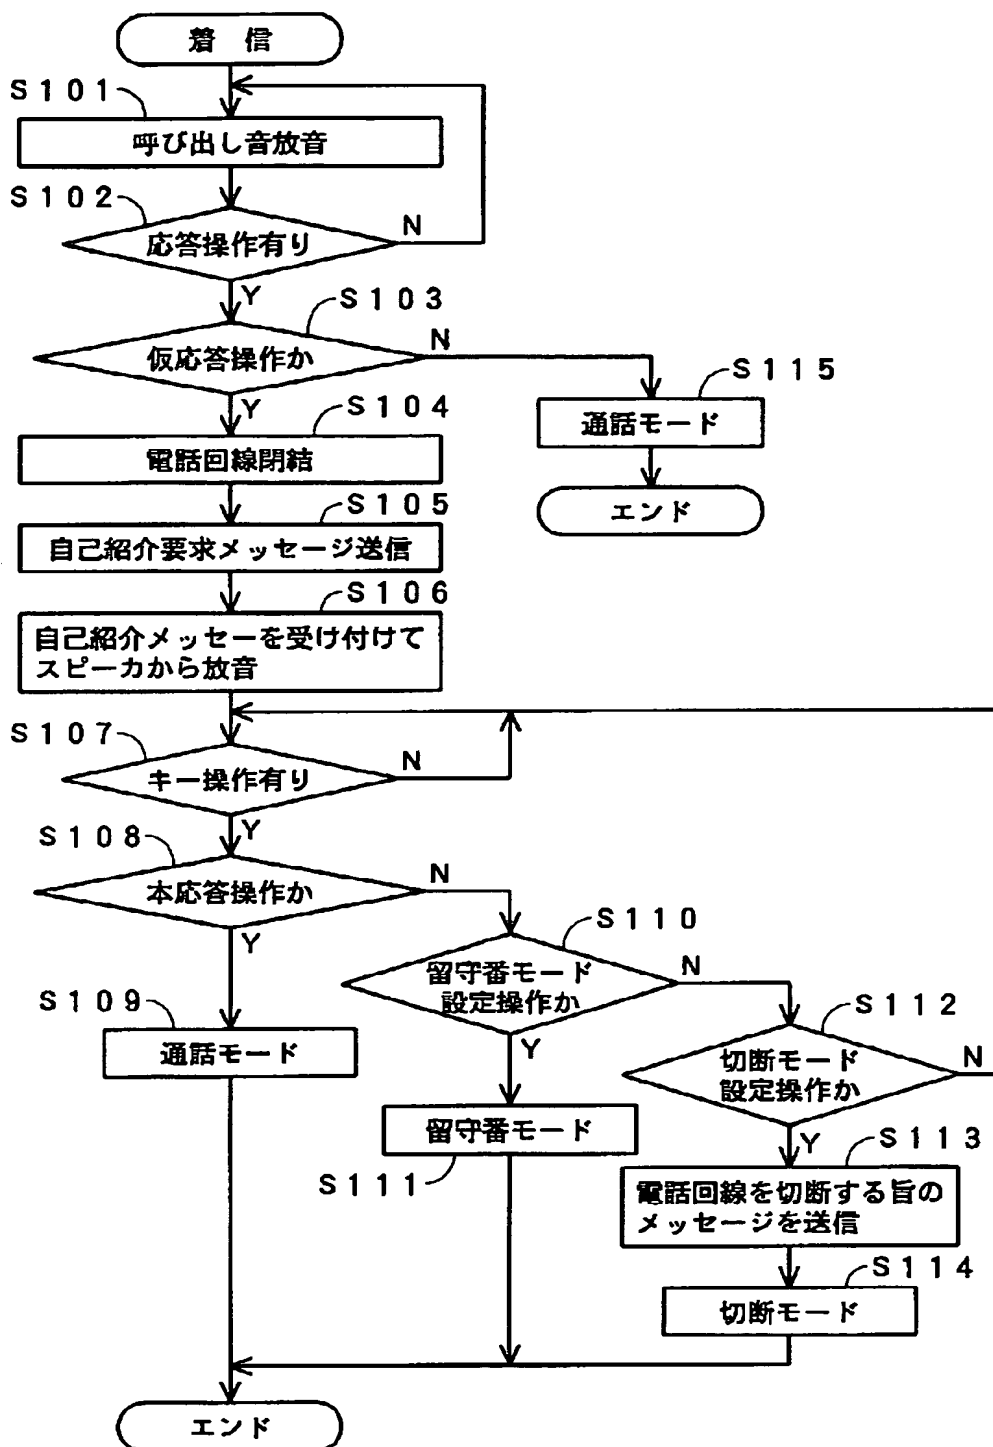 着 信
S101
呼び出し音放音
S102
応答操作有り
N
Y
S103
仮応答操作か
N
Y
S115
通話モード
エンド
S104
電話回線閉結
S105
自己紹介要求メッセージ送信
S106
自己紹介メッセーを受け付けて
スピーカから放音
S107
キー操作有り
N
Y
S108
本応答操作か
N
Y
S109
通話モード
S110
留守番モード
設定操作か
N
Y
S111
留守番モード
S112
切断モード
設定操作か
N
Y
S113
電話回線を切断する旨の
メッセージを送信
S114
切断モード
エンド